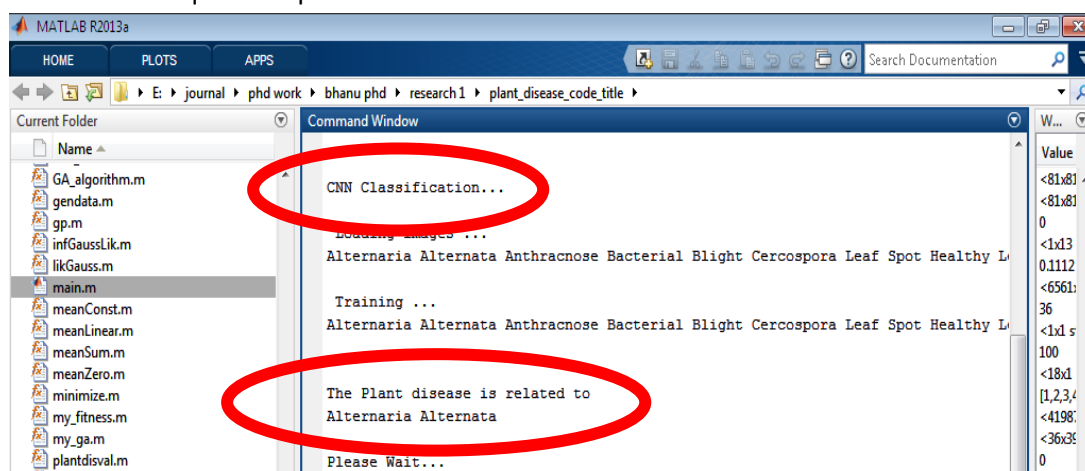 MATLAB R2013a
HOME PLOTS APPS Search Documentation
E: journal phd work bhanu phd research 1 plant_disease_code_title
Current Folder Command Window W...
Name Value
GA_algorithm.m
gendata.m
gp.m
infGaussLik.m
likGauss.m
main.m
meanConst.m
meanLinear.m
meanSum.m
meanZero.m
minimize.m
my_fitness.m
my_ga.m
plantdisval.m
CNN Classification...
Loading Images ...
Alternaria Alternata Anthracnose Bacterial Blight Cercospora Leaf Spot Healthy
Training ...
Alternaria Alternata Anthracnose Bacterial Blight Cercospora Leaf Spot Healthy
The Plant disease is related to
Alternaria Alternata
Please Wait...
<81x81
<81x81
0
<1x13
0.1112
<6561
36
<1x1 s
100
<18x1
[1,2,3,4
<4198
<36x39
0